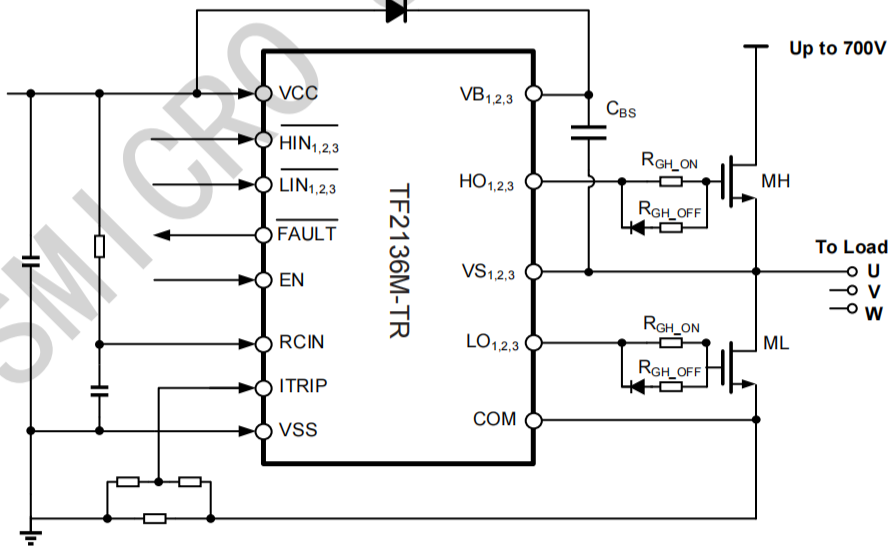 Up to 700V
VCC
VB1,2,3
CBS
HIN1,2,3
RGH_ON
LIN1,2,3
HO1,2,3
MH
RGH_OFF
FAULT
TF2136M-TR
To Load
VS1,2,3
U
EN
V
W
RGH_ON
RCIN
LO1,2,3
ML
RGH_OFF
ITRIP
COM
VSS
SMICRO